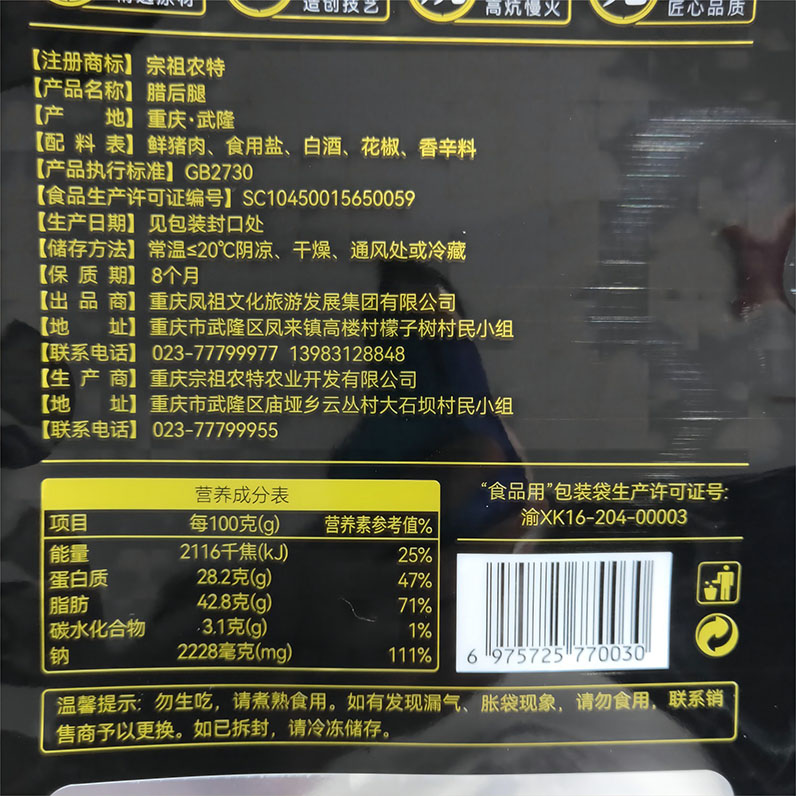 造创技艺
高炕慢火
匠心品质
【注册商标】宗祖农特
【产品名称】腊后腿
【产 地】重庆·武隆
【配 料 表】鲜猪肉、食用盐、白酒、花椒、香辛料
【产品执行标准】GB2730
【食品生产许可证编号】SC10450015650059
【生产日期】见包装封口处
【储存方法】常温≤20℃阴凉、干燥、通风处或冷藏
【保 质 期】8个月
【出 品 商】重庆凤祖文化旅游发展集团有限公司
【地 址】重庆市武隆区凤来镇高楼村檬子树村民小组
【联系电话】023-77799977 13983128848
【生 产 商】重庆宗祖农特农业开发有限公司
【地 址】重庆市武隆区庙垭乡云丛村大石坝村民小组
【联系电话】023-77799955
营养成分表
项目 每100克(g) 营养素参考值%
能量 2116千焦(kJ) 25%
蛋白质 28.2克(g) 47%
脂肪 42.8克(g) 71%
碳水化合物 3.1克(g) 1%
钠 2228毫克(mg) 111%
“食品用”包装袋生产许可证号:
渝XK16-204-00003
6 975725 770030
温馨提示: 勿生吃，请煮熟食用。如有发现漏气、胀袋现象，请勿食用，联系销
售商予以更换。如已拆封，请冷冻储存。